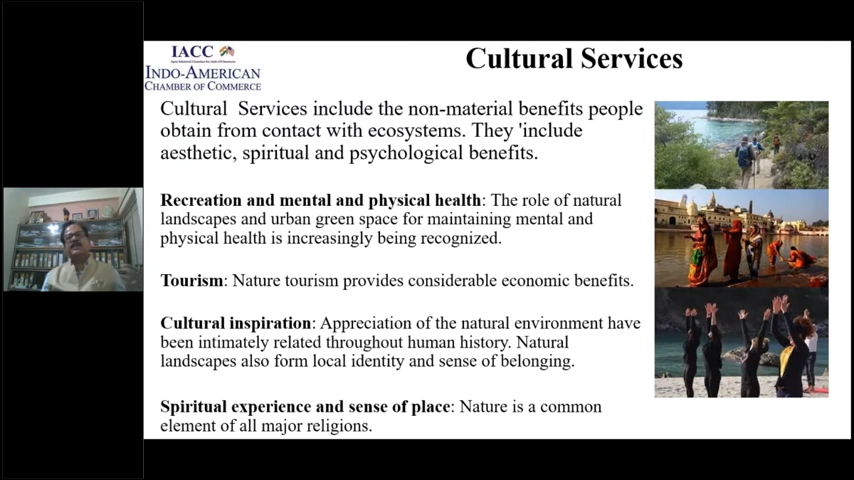 IACC
INDO-AMERICAN
CHAMBER OF COMMERCE
Cultural Services
Cultural Services include the non-material benefits people
obtain from contact with ecosystems. They 'include
aesthetic, spiritual and psychological benefits.
Recreation and mental and physical health: The role of natural
landscapes and urban green space for maintaining mental and
physical health is increasingly being recognized.
Tourism: Nature tourism provides considerable economic benefits.
Cultural inspiration: Appreciation of the natural environment have
been intimately related throughout human history. Natural
landscapes also form local identity and sense of belonging.
Spiritual experience and sense of place: Nature is a common
element of all major religions.